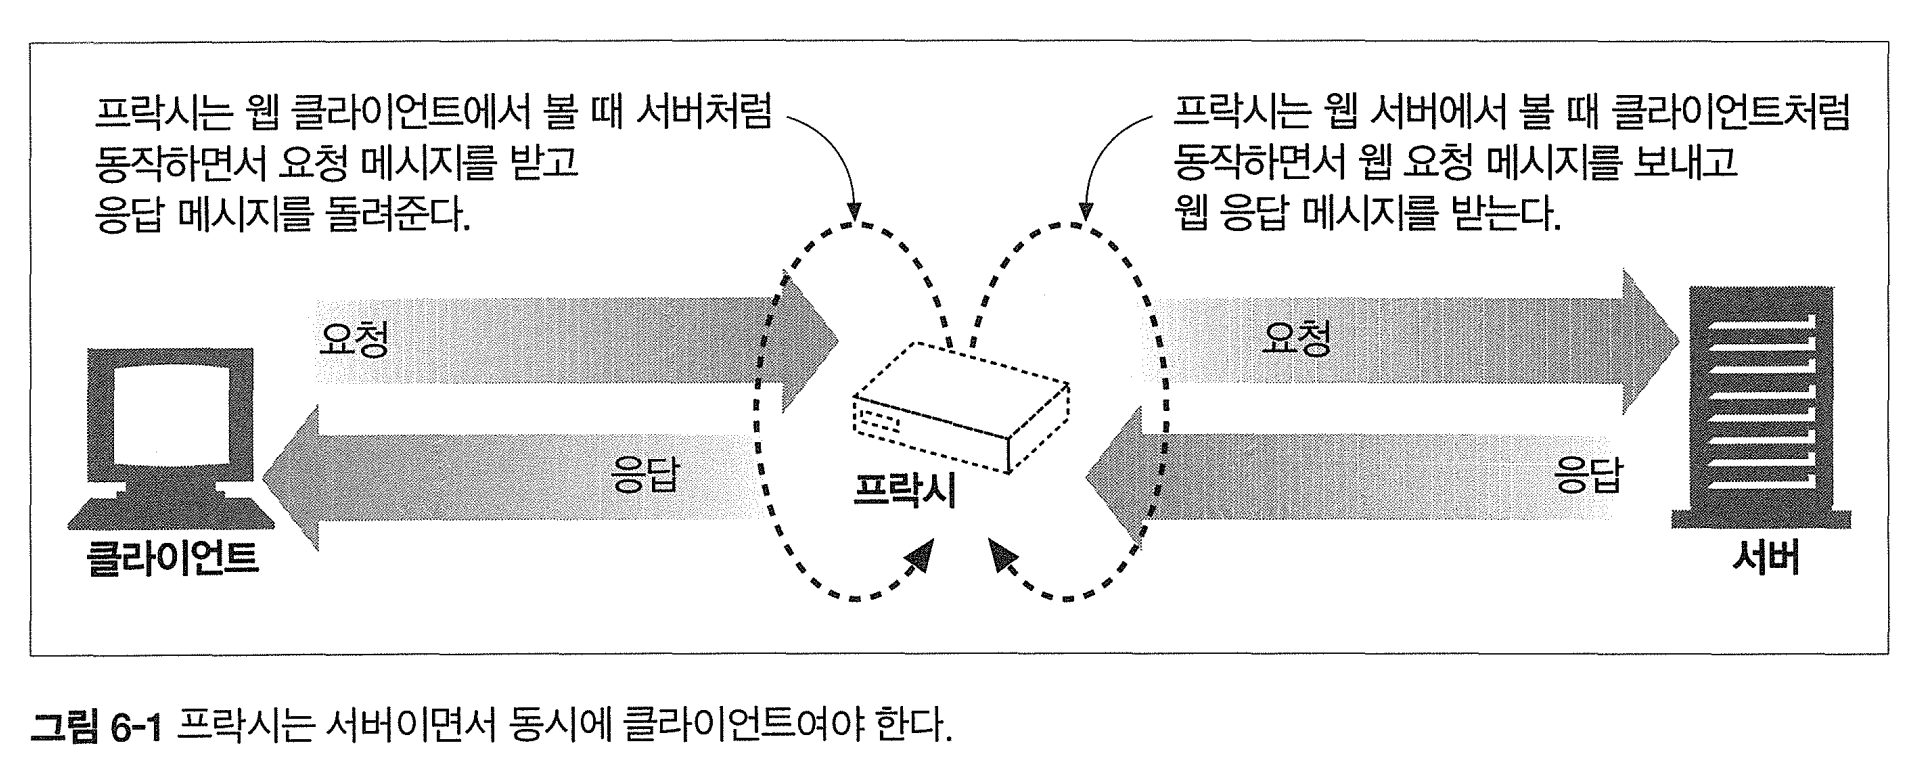 프락시는 웹 클라이언트에서 볼 때 서버처럼
동작하면서 요청 메시지를 받고
응답 메시지를 돌려준다.
프락시는 웹 서버에서 볼 때 클라이언트처럼
동작하면서 웹 요청 메시지를 보내고
웹 응답 메시지를 받는다.
요청
요청
응답
응답
프락시
클라이언트
서버
그림 6-1 프락시는 서버이면서 동시에 클라이언트여야 한다.